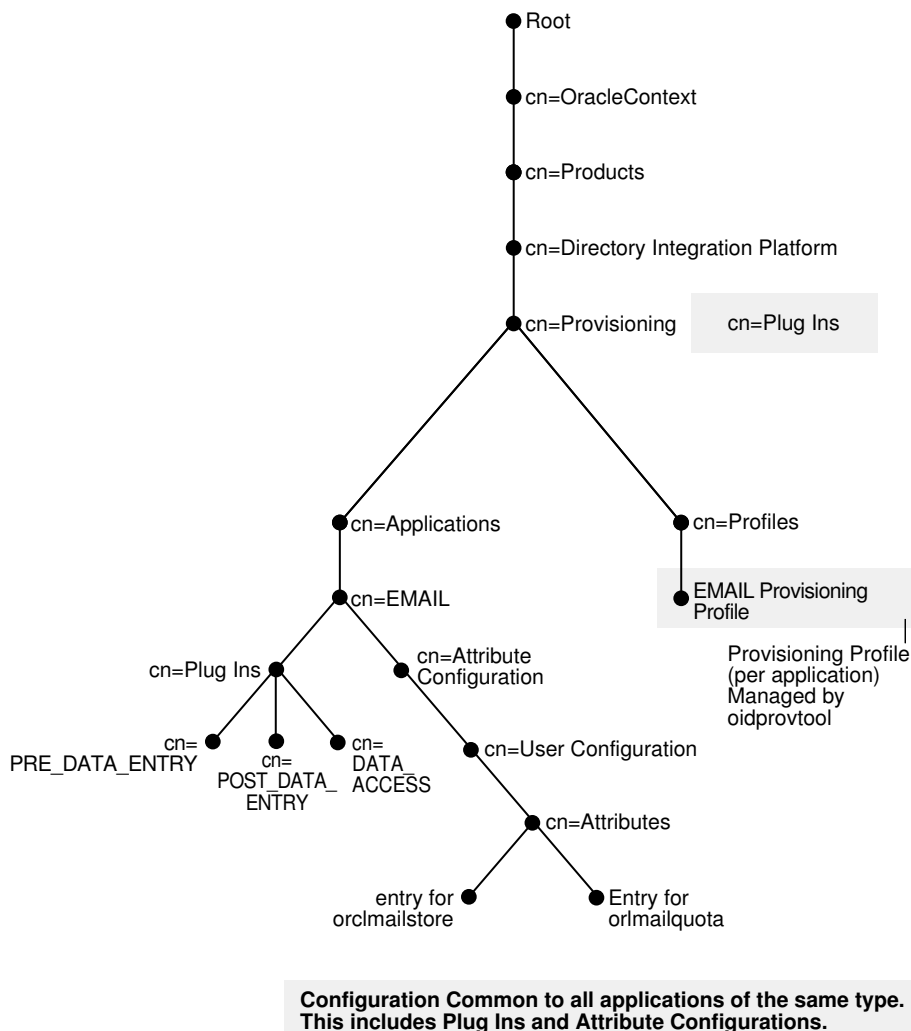 Root
cn=OracleContext
cn=Products
cn=Directory Integration Platform
cn=Provisioning
cn=Plug Ins
cn=Applications
cn=Profiles
cn=EMAIL
EMAIL Provisioning
Profile
Provisioning Profile
(per application)
Managed by
oidprovtool
cn=Plug Ins
cn=Attribute
Configuration
cn=
PRE_DATA_ENTRY
cn=
POST_DATA_
ENTRY
cn=
DATA_
ACCESS
cn=User Configuration
cn=Attributes
entry for
orclmailstore
Entry for
orlmailquota
Configuration Common to all applications of the same type.
This includes Plug Ins and Attribute Configurations.